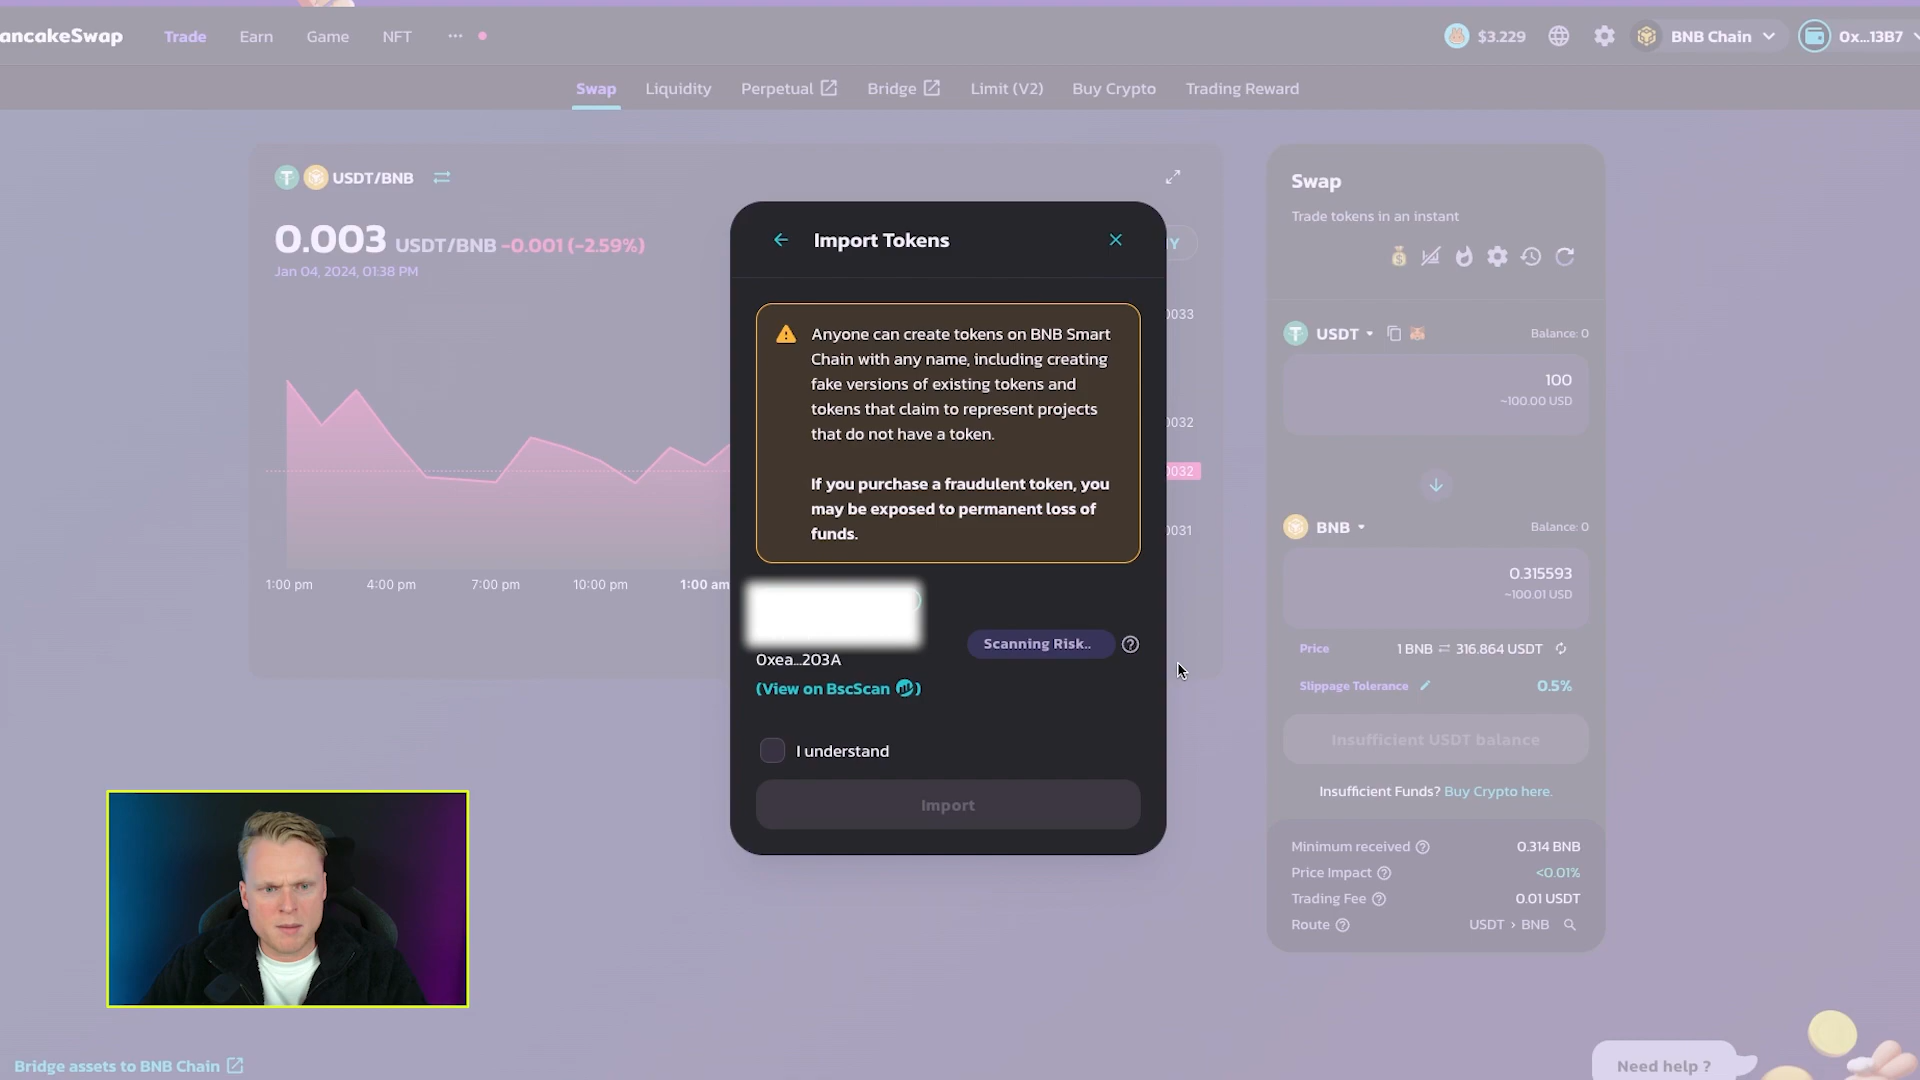 ancakeSwap
Trade
Earn
Game
NFT
$3.229
BNB Chain
0x...13B7
Swap
Liquidity
Perpetual
Bridge
Limit (V2)
Buy Crypto
Trading Reward
USDT/BNB
0.003 USDT/BNB -0.001 (-2.59%)
Jan 04, 2024, 01:38 PM
Y
0033
0032
0032
0031
1:00 pm
4:00 pm
7:00 pm
10:00 pm
1:00 am
Import Tokens
Anyone can create tokens on BNB Smart
Chain with any name, including creating
fake versions of existing tokens and
tokens that claim to represent projects
that do not have a token.
If you purchase a fraudulent token, you
may be exposed to permanent loss of
funds.
Scanning Risk..
0xea...203A
(View on BscScan )
I understand
Import
Swap
Trade tokens in an instant
USDT
Balance: 0
100
~100.00 USD
BNB
Balance: 0
0.315593
~100.01 USD
Price
1 BNB ⇄ 316.864 USDT
Slippage Tolerance
0.5%
Insufficient USDT balance
Insufficient Funds? Buy Crypto here.
Minimum received
0.314 BNB
Price Impact
<0.01%
Trading Fee
0.01 USDT
Route
USDT > BNB
Bridge assets to BNB Chain
Need help ?